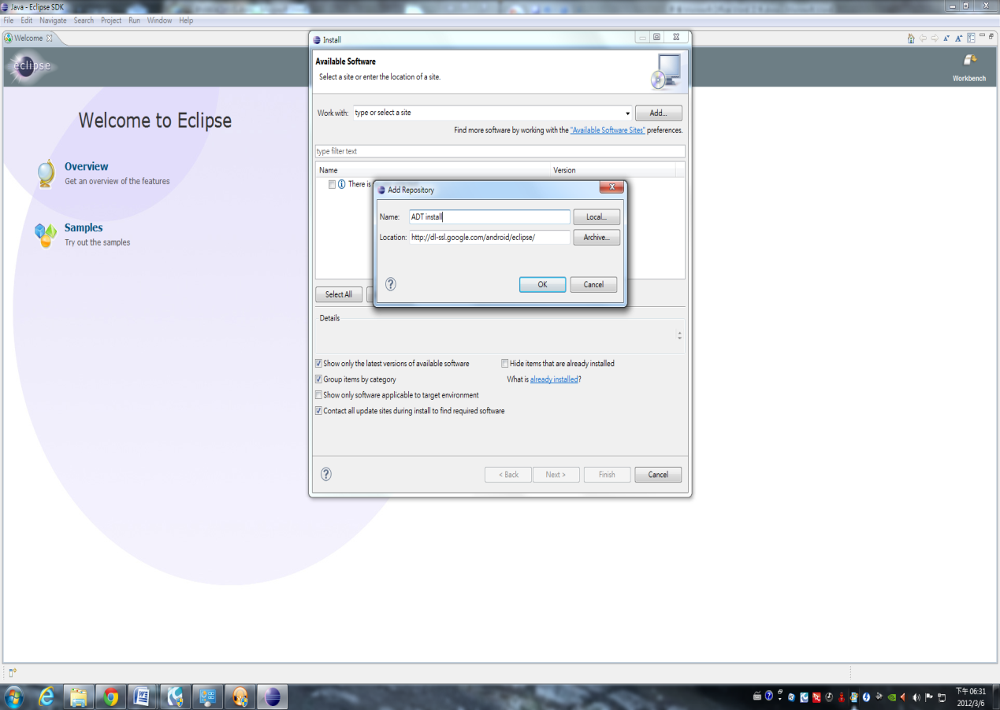 Java - Eclipse SDK
File Edit Navigate Search Project Run Window Help
Welcome
eclipse
Workbench
Welcome to Eclipse
Overview
Get an overview of the features
Samples
Try out the samples
Install
Available Software
Select a site or enter the location of a site.
Work with: type or select a site Add...
Find more software by working with the "Available Software Sites" preferences.
type filter text
Name Version
There is
Add Repository
Name: ADT install Local...
Location: http://dl-ssl.google.com/android/eclipse/ Archive...
OK Cancel
Select All
Details
Show only the latest versions of available software Hide items that are already installed
Group items by category What is already installed?
Show only software applicable to target environment
Contact all update sites during install to find required software
< Back Next > Finish Cancel
下午 06:31
2012/3/6